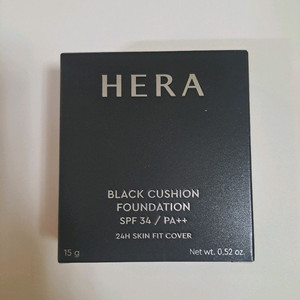 HERA
BLACK CUSHION
FOUNDATION
SPF 34 / PA++
24H SKIN FIT COVER
15 g
Net wt. 0,52 oz.